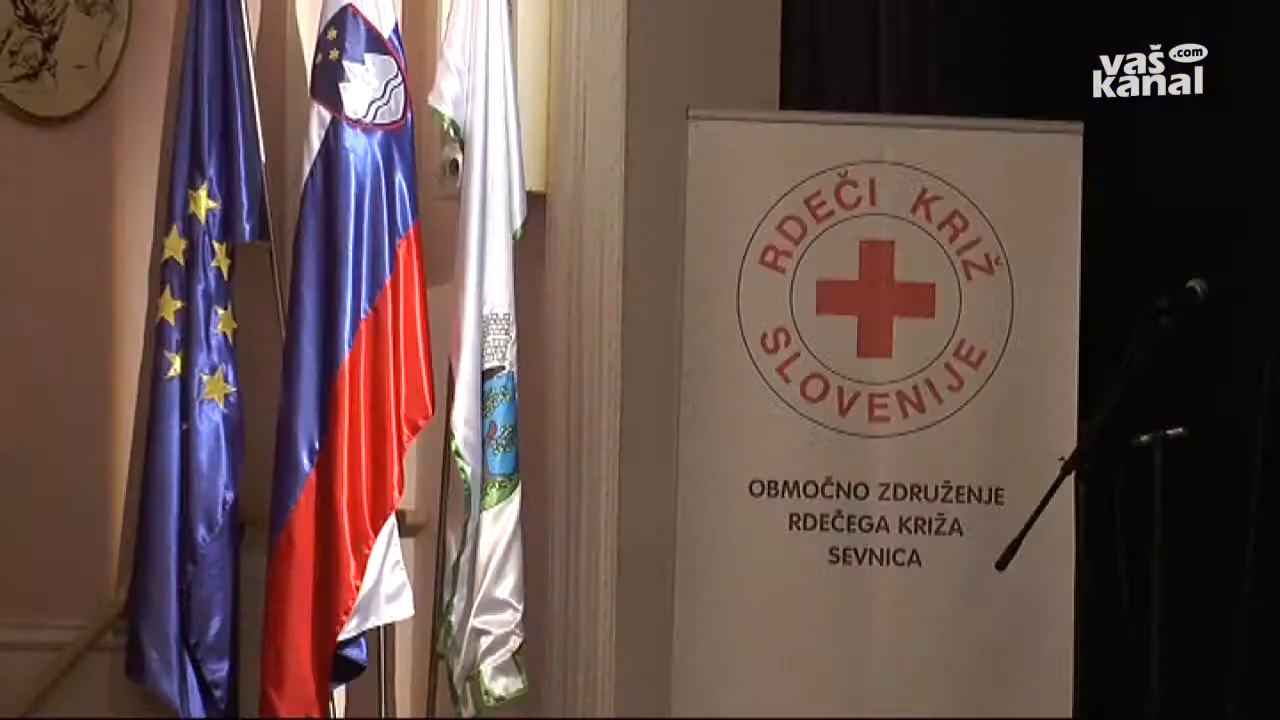 vaš
.com
kanal
RDEČI KRIŽ
SLOVENIJE
OBMOČNO ZDRUŽENJE
RDEČEGA KRIŽA
SEVNICA